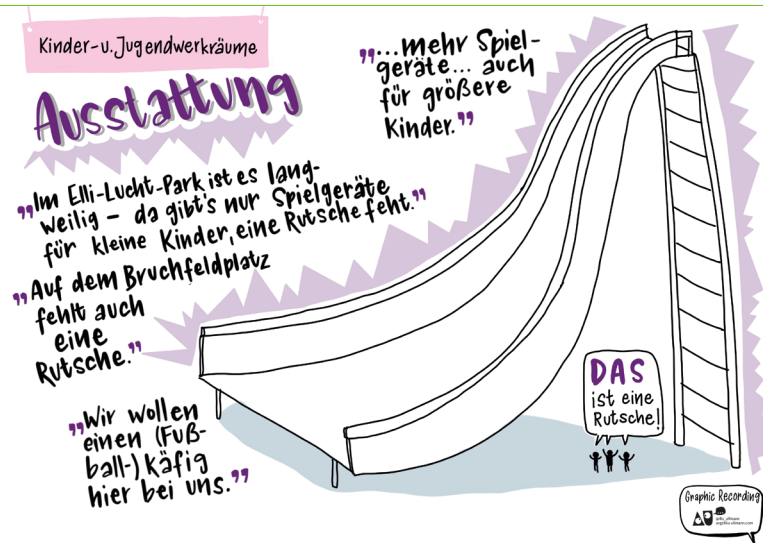 Kinder-u. Jugendwerkräume
Ausstattung
„...mehr Spiel-
geräte... auch
für größere
Kinder."
„Im Elli-Lucht-Park ist es lang-
weilig – da gibt's nur Spielgeräte
für kleine Kinder, eine Rutsche feht."
„Auf dem Bruchfeldplatz
fehlt auch
eine
Rutsche."
„Wir wollen
einen (Fuß-
ball-) käfig
hier bei uns."
DAS
ist eine
Rutsche!
Graphic Recording